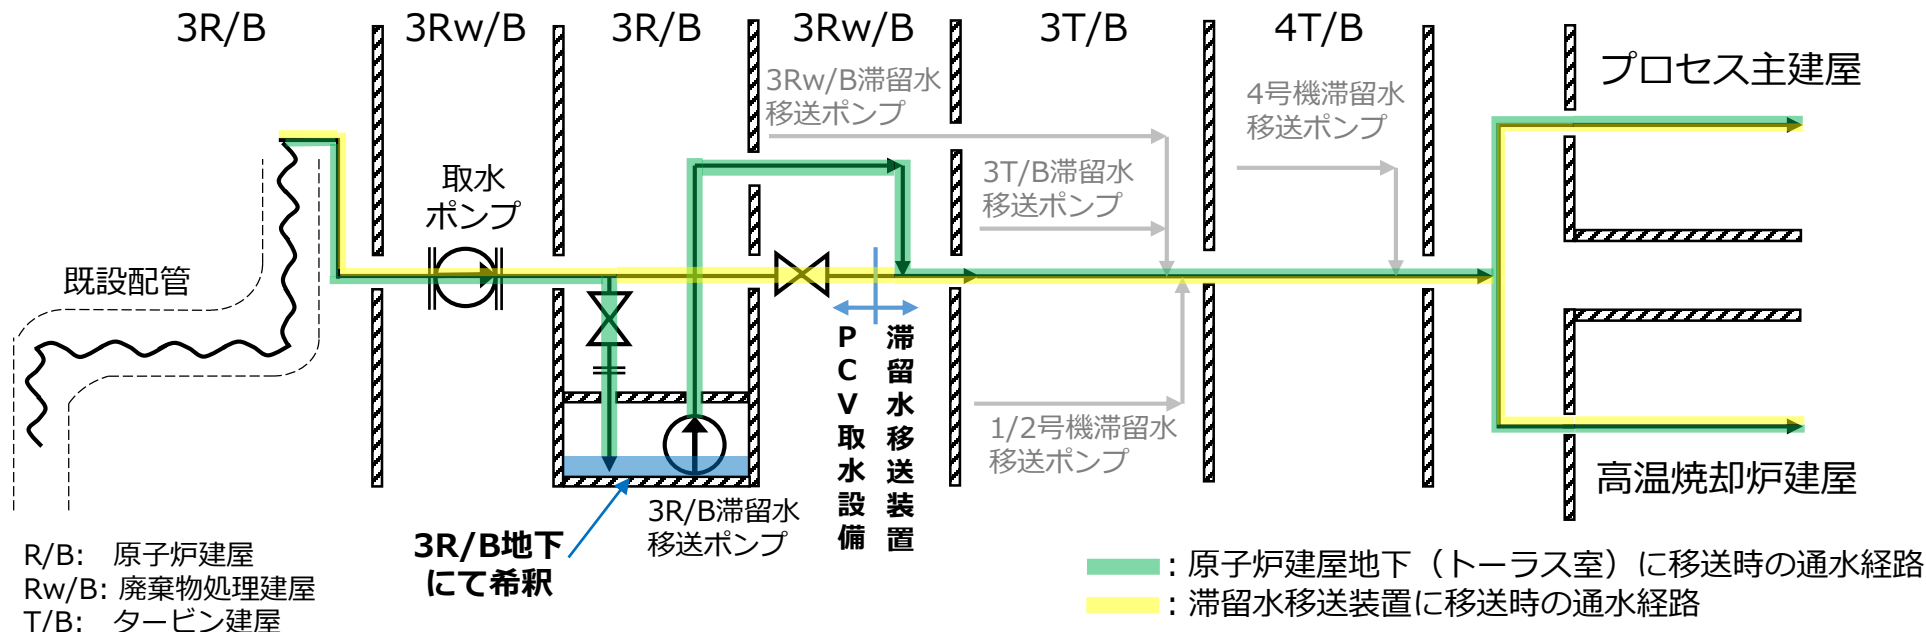 3R/B
3Rw/B
3R/B
3Rw/B
3T/B
4T/B
プロセス主建屋
3Rw/B滞留水
移送ポンプ
4号機滞留水
移送ポンプ
3T/B滞留水
移送ポンプ
取水
ポンプ
既設配管
PCV取水設備
滞留水移送装置
1/2号機滞留水
移送ポンプ
高温焼却炉建屋
3R/B滞留水
移送ポンプ
3R/B地下
にて希釈
R/B: 原子炉建屋
Rw/B: 廃棄物処理建屋
T/B: タービン建屋
: 原子炉建屋地下（トーラス室）に移送時の通水経路
: 滞留水移送装置に移送時の通水経路